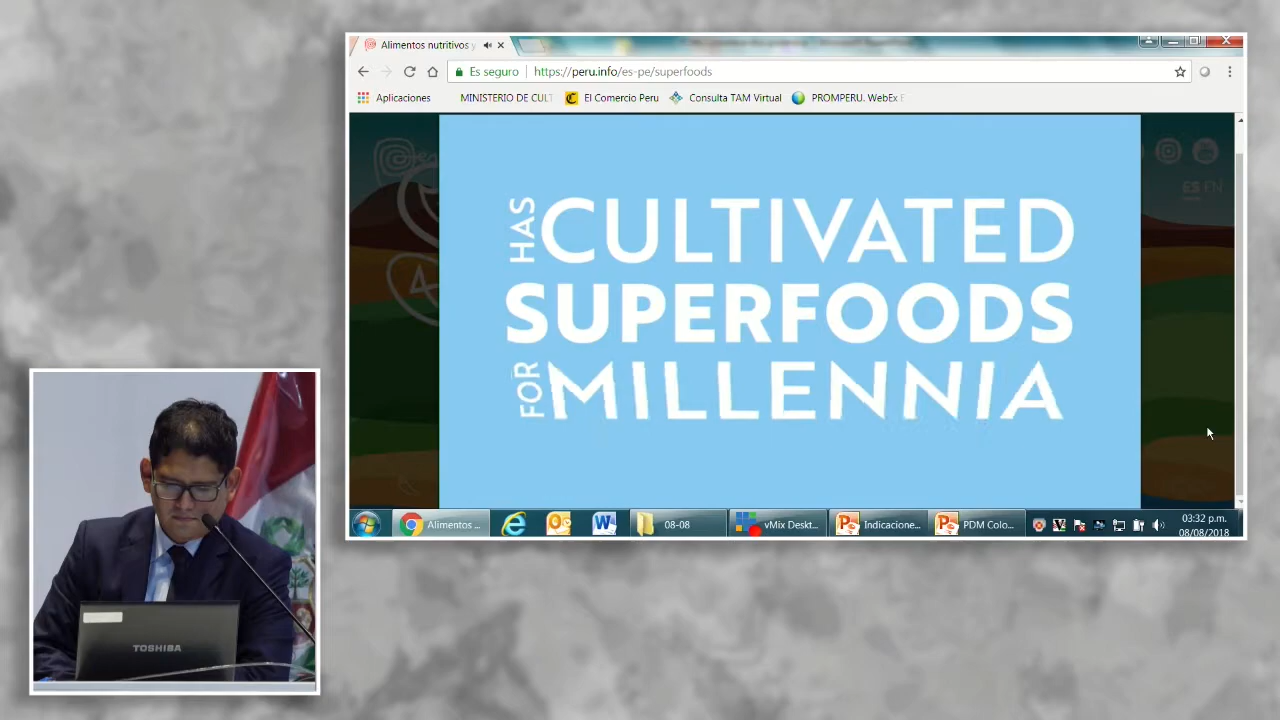 Alimentos nutritivos y
Es seguro
https://peru.info/es-pe/superfoods
Aplicaciones
MINISTERIO DE CULT
El Comercio Peru
Consulta TAM Virtual
PROMPERU. WebEx E
ES EN
HAS CULTIVATED
SUPERFOODS
FOR MILLENNIA
Alimentos ...
08-08
vMix Deskt...
Indicacione...
PDM Colo...
03:32 p.m.
08/08/2018
TOSHIBA